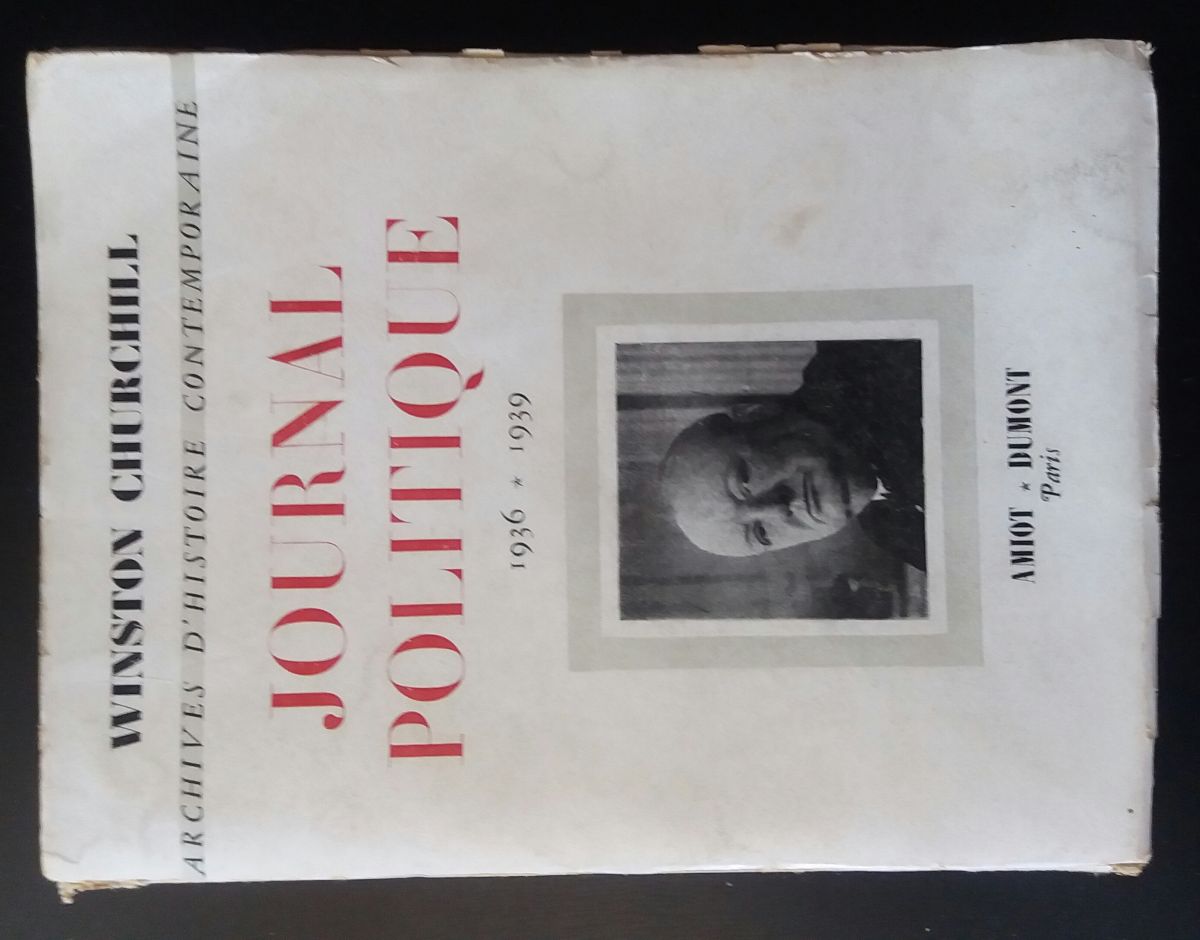 WINSTON CHURCHILL
ARCHIVES D'HISTOIRE CONTEMPORAINE
JOURNAL
POLITIQUE
1936 ★ 1939
AMIOT ★ DUMONT
Paris